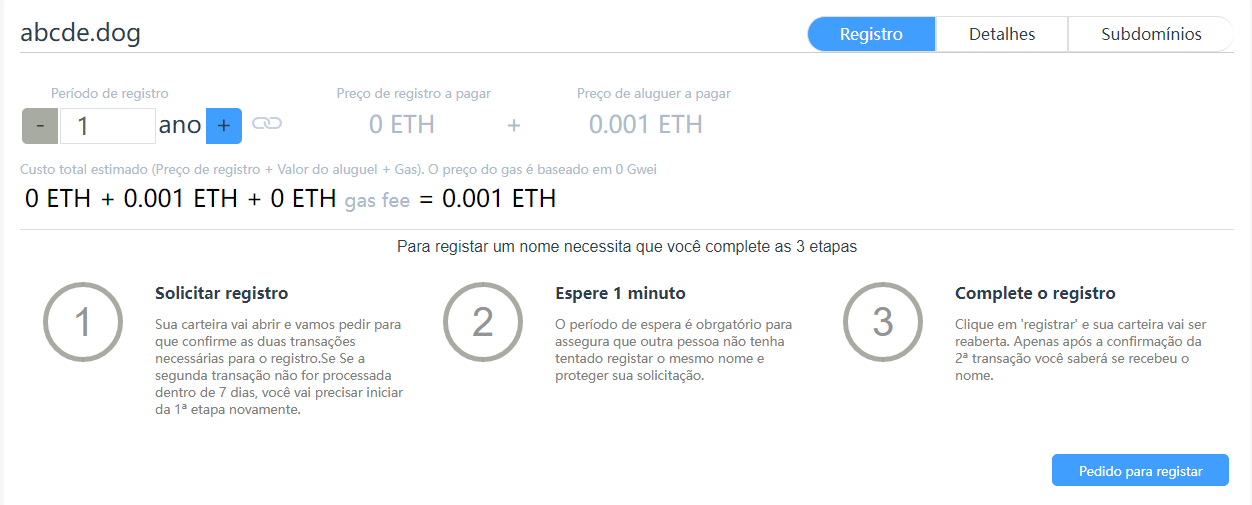 abcde.dog
Registro Detalhes Subdomínios
Período de registro Preço de registro a pagar Preço de aluguer a pagar
- 1 ano + 0 ETH + 0.001 ETH
Custo total estimado (Preço de registro + Valor do aluguel + Gas). O preço do gas é baseado em 0 Gwei
0 ETH + 0.001 ETH + 0 ETH gas fee = 0.001 ETH
Para registar um nome necessita que você complete as 3 etapas
1
Solicitar registro
Sua carteira vai abrir e vamos pedir para
que confirme as duas transações
necessárias para o registro.Se Se a
segunda transação não for processada
dentro de 7 dias, você vai precisar iniciar
da 1ª etapa novamente.
2
Espere 1 minuto
O período de espera é obrgatório para
assegura que outra pessoa não tenha
tentado registar o mesmo nome e
proteger sua solicitação.
3
Complete o registro
Clique em 'registrar' e sua carteira vai ser
reaberta. Apenas após a confirmação da
2ª transação você saberá se recebeu o
nome.
Pedido para registar